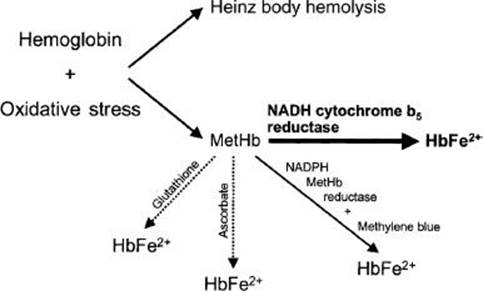 Heinz body hemolysis
Hemoglobin
+
Oxidative stress
NADH cytochrome b₅
reductase
MetHb
HbFe²⁺
Glutathione
Ascorbate
NADPH
MetHb
reductase
+
Methylene blue
HbFe²⁺
HbFe²⁺
HbFe²⁺